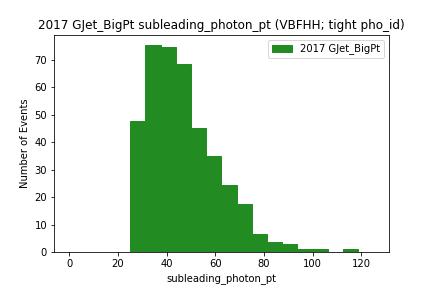 2017 GJet_BigPt subleading_photon_pt (VBFHH; tight pho_id)
2017 GJet_BigPt
Number of Events
70
60
50
40
30
20
10
0
0 20 40 60 80 100 120
subleading_photon_pt